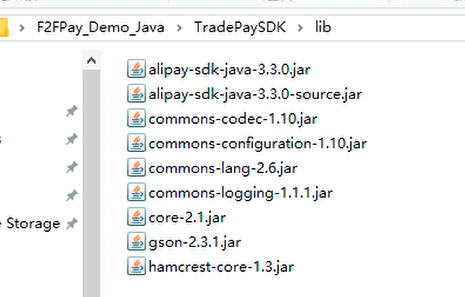 F2FPay_Demo_Java > TradePaySDK > lib
alipay-sdk-java-3.3.0.jar
alipay-sdk-java-3.3.0-source.jar
commons-codec-1.10.jar
commons-configuration-1.10.jar
commons-lang-2.6.jar
commons-logging-1.1.1.jar
Storage
core-2.1.jar
gson-2.3.1.jar
hamcrest-core-1.3.jar